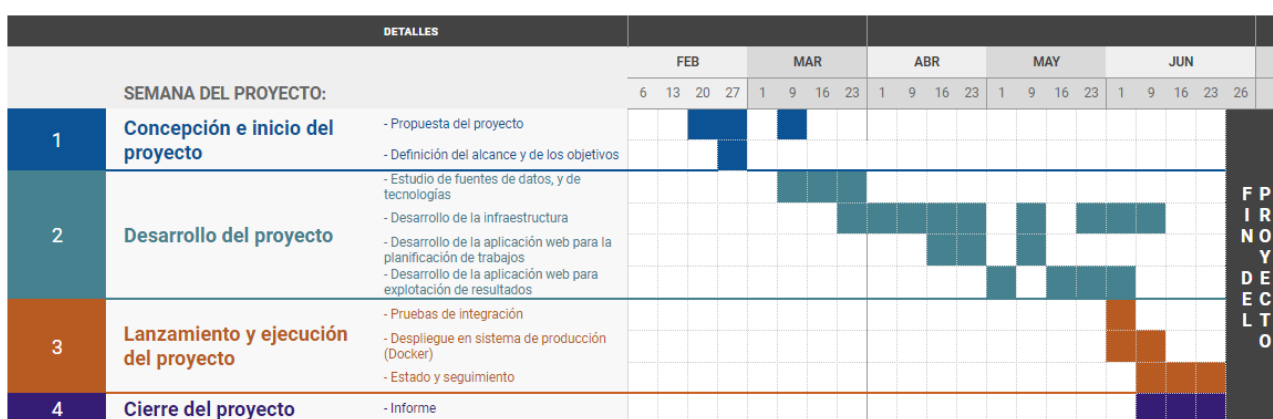 DETALLES
FEB MAR ABR MAY JUN
SEMANA DEL PROYECTO: 6 13 20 27 1 9 16 23 1 9 16 23 1 9 16 23 1 9 16 23 26
1
Concepción e inicio del
proyecto
- Propuesta del proyecto
- Definición del alcance y de los objetivos
2
Desarrollo del proyecto
- Estudio de fuentes de datos, y de
tecnologías
- Desarrollo de la infraestructura
- Desarrollo de la aplicación web para la
planificación de trabajos
- Desarrollo de la aplicación web para
explotación de resultados
3
Lanzamiento y ejecución
del proyecto
- Pruebas de integración
- Despliegue en sistema de producción
(Docker)
- Estado y seguimiento
4
Cierre del proyecto
- Informe
FIN DEL
PROYECTO